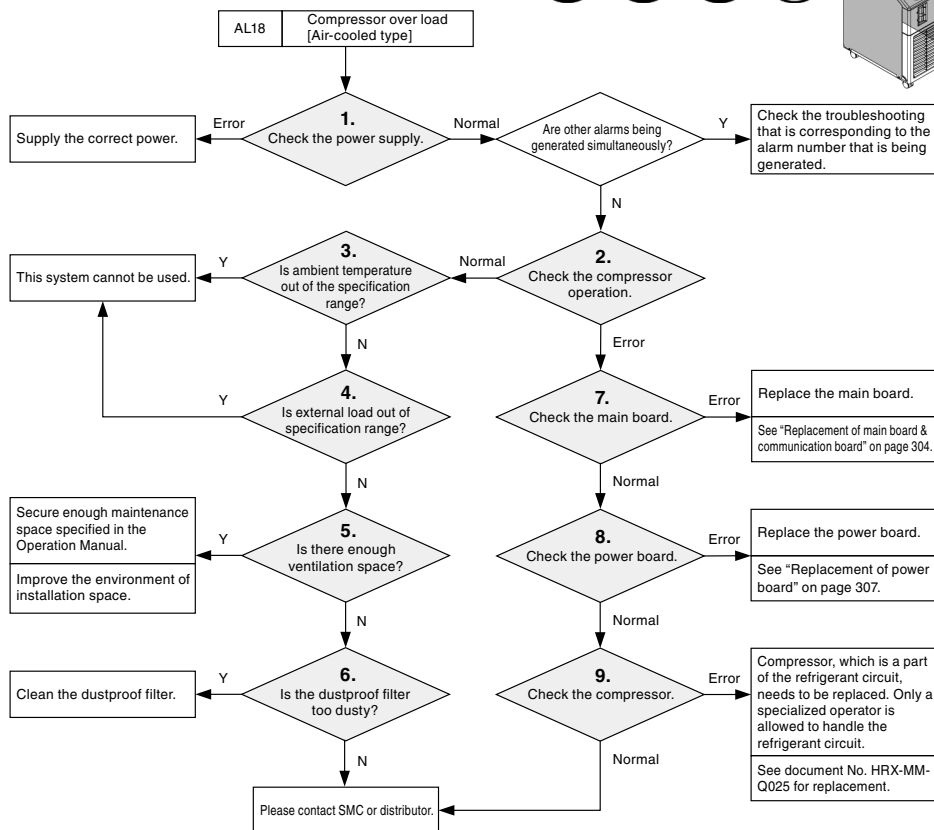 AL18
Compressor over load
[Air-cooled type]
1.
Check the power supply.
Error
Supply the correct power.
Normal
Are other alarms being
generated simultaneously?
Y
Check the troubleshooting
that is corresponding to the
alarm number that is being
generated.
N
2.
Check the compressor
operation.
Normal
3.
Is ambient temperature
out of the specification
range?
Y
This system cannot be used.
N
4.
Is external load out of
specification range?
Y
N
5.
Is there enough
ventilation space?
Y
Secure enough maintenance
space specified in the
Operation Manual.
Improve the environment of
installation space.
N
6.
Is the dustproof filter
too dusty?
Y
Clean the dustproof filter.
N
Please contact SMC or distributor.
Error
7.
Check the main board.
Error
Replace the main board.
See “Replacement of main board &
communication board” on page 304.
Normal
8.
Check the power board.
Error
Replace the power board.
See “Replacement of power
board” on page 307.
Normal
9.
Check the compressor.
Error
Compressor, which is a part
of the refrigerant circuit,
needs to be replaced. Only a
specialized operator is
allowed to handle the
refrigerant circuit.
See document No. HRX-MM-
Q025 for replacement.
Normal